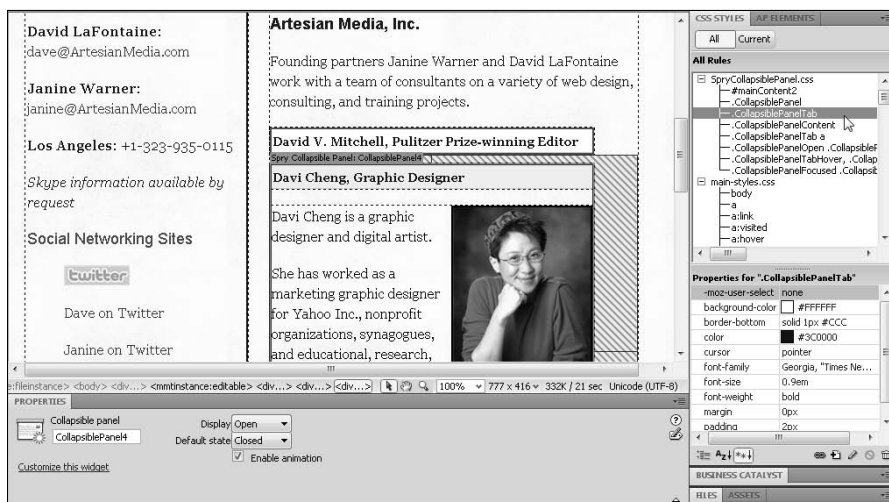 David LaFontaine:
dave@ArtesianMedia.com
Janine Warner:
janine@ArtesianMedia.com
Los Angeles: +1-323-935-0115
Skype information available by
request
Social Networking Sites
twitter
Dave on Twitter
Janine on Twitter
Artesian Media, Inc.
Founding partners Janine Warner and David LaFontaine
work with a team of consultants on a variety of web design,
consulting, and training projects.
David V. Mitchell, Pulitzer Prize-winning Editor
Spry Collapsible Panel: CollapsiblePanel4
Davi Cheng, Graphic Designer
Davi Cheng is a graphic
designer and digital artist.
She has worked as a
marketing graphic designer
for Yahoo Inc., nonprofit
organizations, synagogues,
and educational, research,
e:fileinstance> <body> <div...> <mmtinstance:editable> <div...> <div...> <div...> 100% 777 x 416 332K / 21 sec Unicode (UTF-8)
PROPERTIES
Collapsible panel
CollapsiblePanel4
Display Open
Default state Closed
Enable animation
Customize this widget
CSS STYLES AP ELEMENTS
All Current
All Rules
SpryCollapsiblePanel.css
#mainContent2
.CollapsiblePanel
.CollapsiblePanelTab
.CollapsiblePanelContent
.CollapsiblePanelTab a
.CollapsiblePanelOpen .CollapsibleF
.CollapsiblePanelTabHover, .Collap
.CollapsiblePanelFocused .Collapsib
main-styles.css
body
a
a:link
a:visited
a:hover
Properties for ".CollapsiblePanelTab"
-moz-user-select none
background-color #FFFFFF
border-bottom solid 1px #CCC
color #3C0000
cursor pointer
font-family Georgia, "Times Ne...
font-size 0.9em
font-weight bold
margin 0px
padding 2px
BUSINESS CATALYST
FILES ASSETS